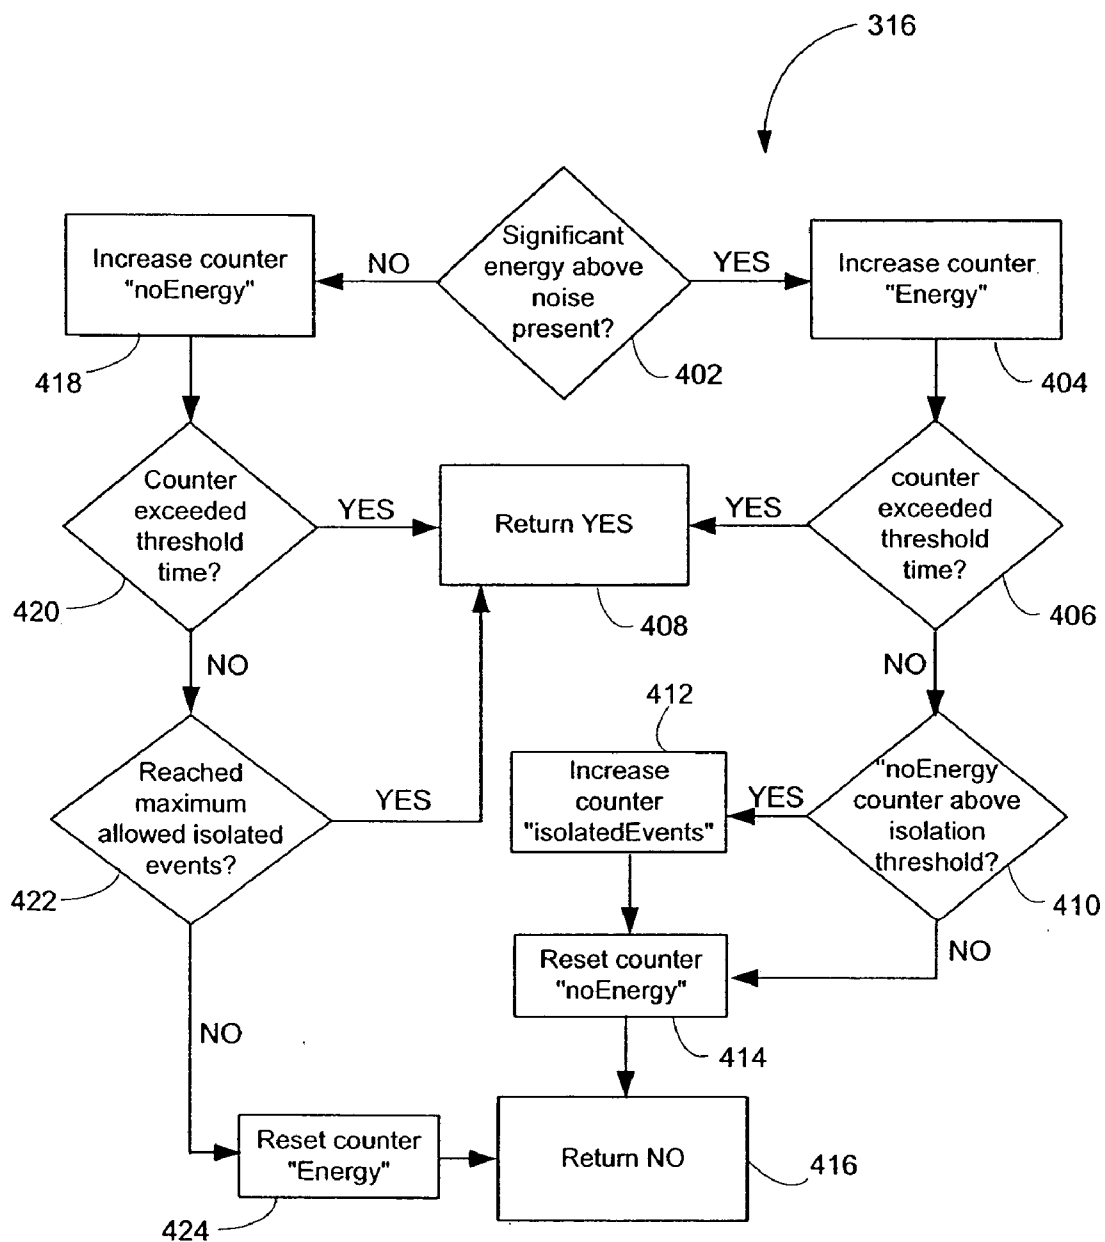 316
Significant
energy above
noise
present?
402
NO
YES
Increase counter
"noEnergy"
418
Increase counter
"Energy"
404
Counter
exceeded
threshold
time?
420
YES
Return YES
408
YES
counter
exceeded
threshold
time?
406
NO
NO
Reached
maximum
allowed isolated
events?
422
YES
412
Increase
counter
"isolatedEvents"
YES
"noEnergy
counter above
isolation
threshold?
410
NO
Reset counter
"noEnergy"
414
NO
Reset counter
"Energy"
424
Return NO
416